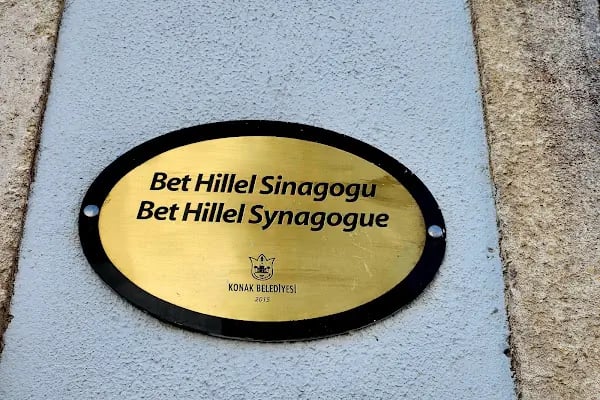 Bet Hillel Sinagogu
Bet Hillel Synagogue
KONAK BELEDİYESİ
2015